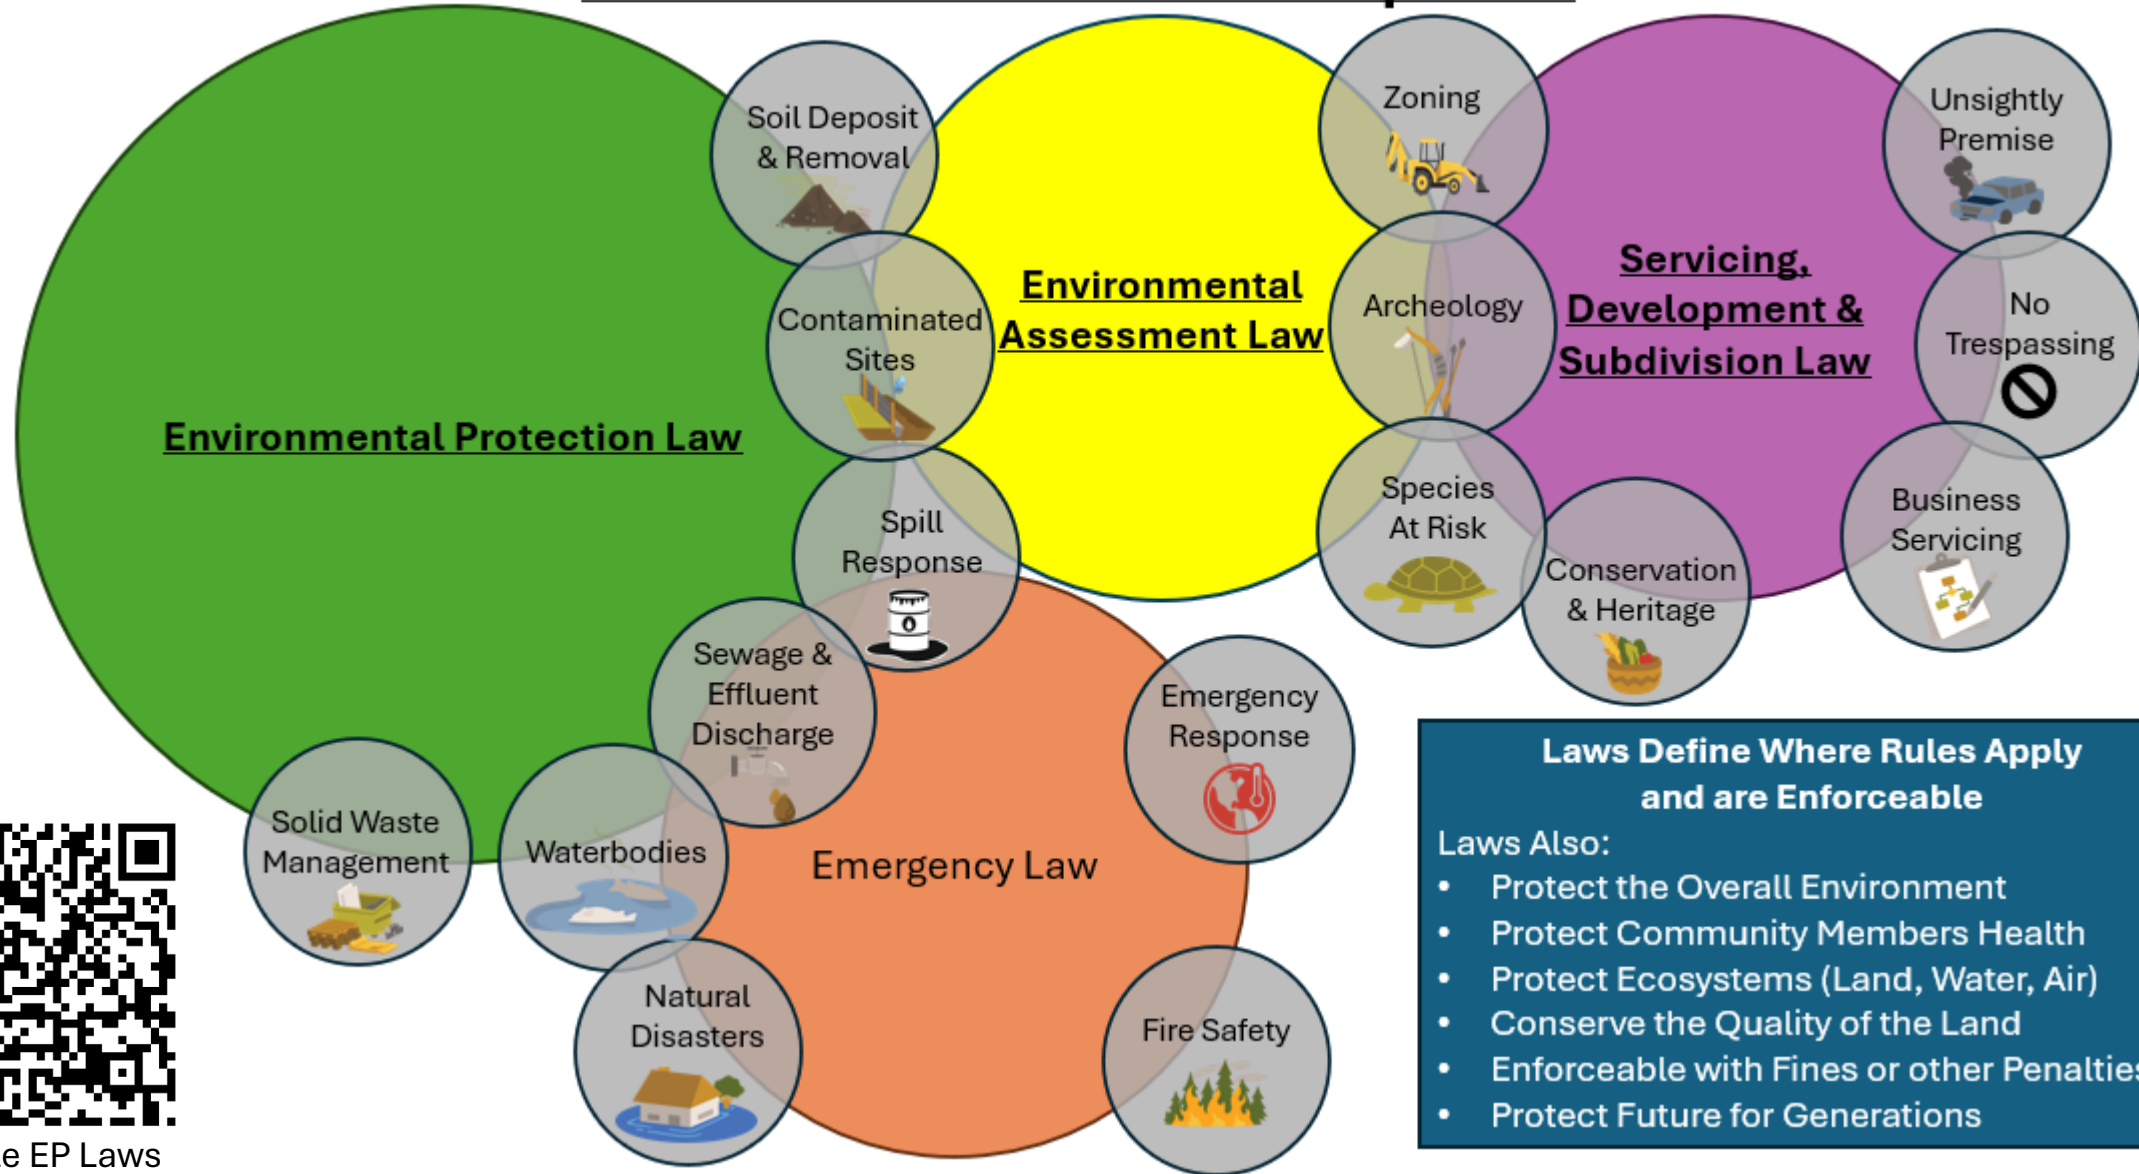 Soil Deposit
& Removal
Zoning
Unsightly
Premise
Environmental
Assessment Law
Servicing,
Development &
Subdivision Law
Contaminated
Sites
Archeology
No
Trespassing
Environmental Protection Law
Spill
Response
Species
At Risk
Business
Servicing
Conservation
& Heritage
Sewage &
Effluent
Discharge
Emergency
Response
Solid Waste
Management
Waterbodies
Emergency Law
Natural
Disasters
Fire Safety
Laws Define Where Rules Apply
and are Enforceable
Laws Also:
• Protect the Overall Environment
• Protect Community Members Health
• Protect Ecosystems (Land, Water, Air)
• Conserve the Quality of the Land
• Enforceable with Fines or other Penalties
• Protect Future for Generations
EP Laws